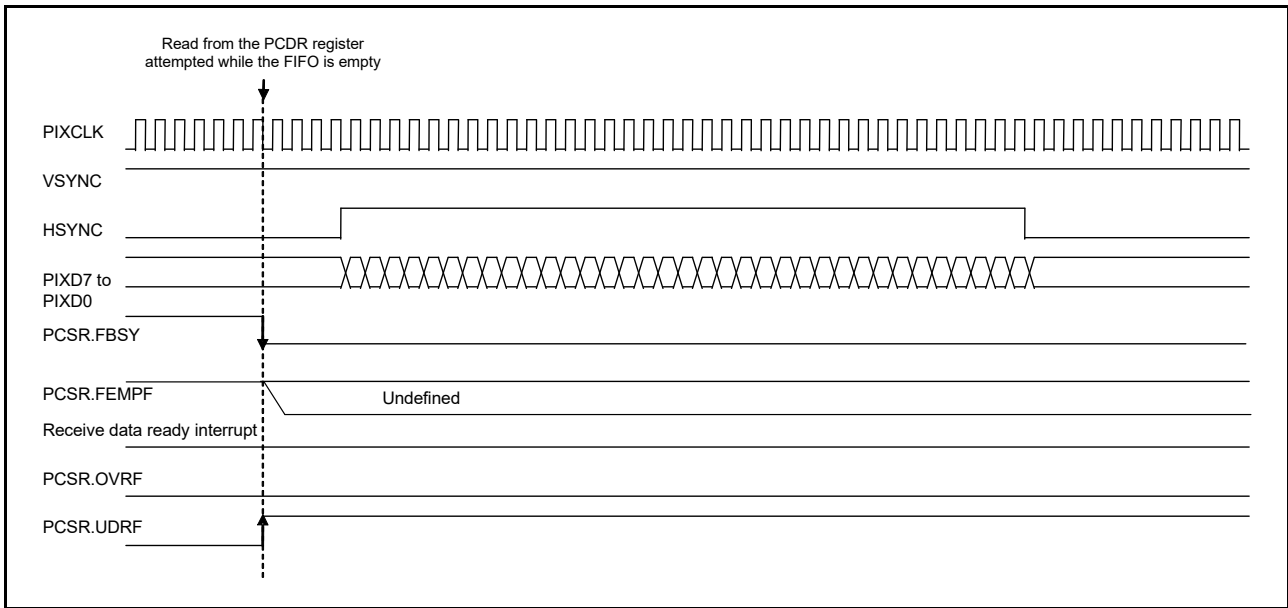 Read from the PCDR register
attempted while the FIFO is empty
PIXCLK
VSYNC
HSYNC
PIXD7 to
PIXD0
PCSR.FBSY
PCSR.FEMPF
Undefined
Receive data ready interrupt
PCSR.OVRF
PCSR.UDRF